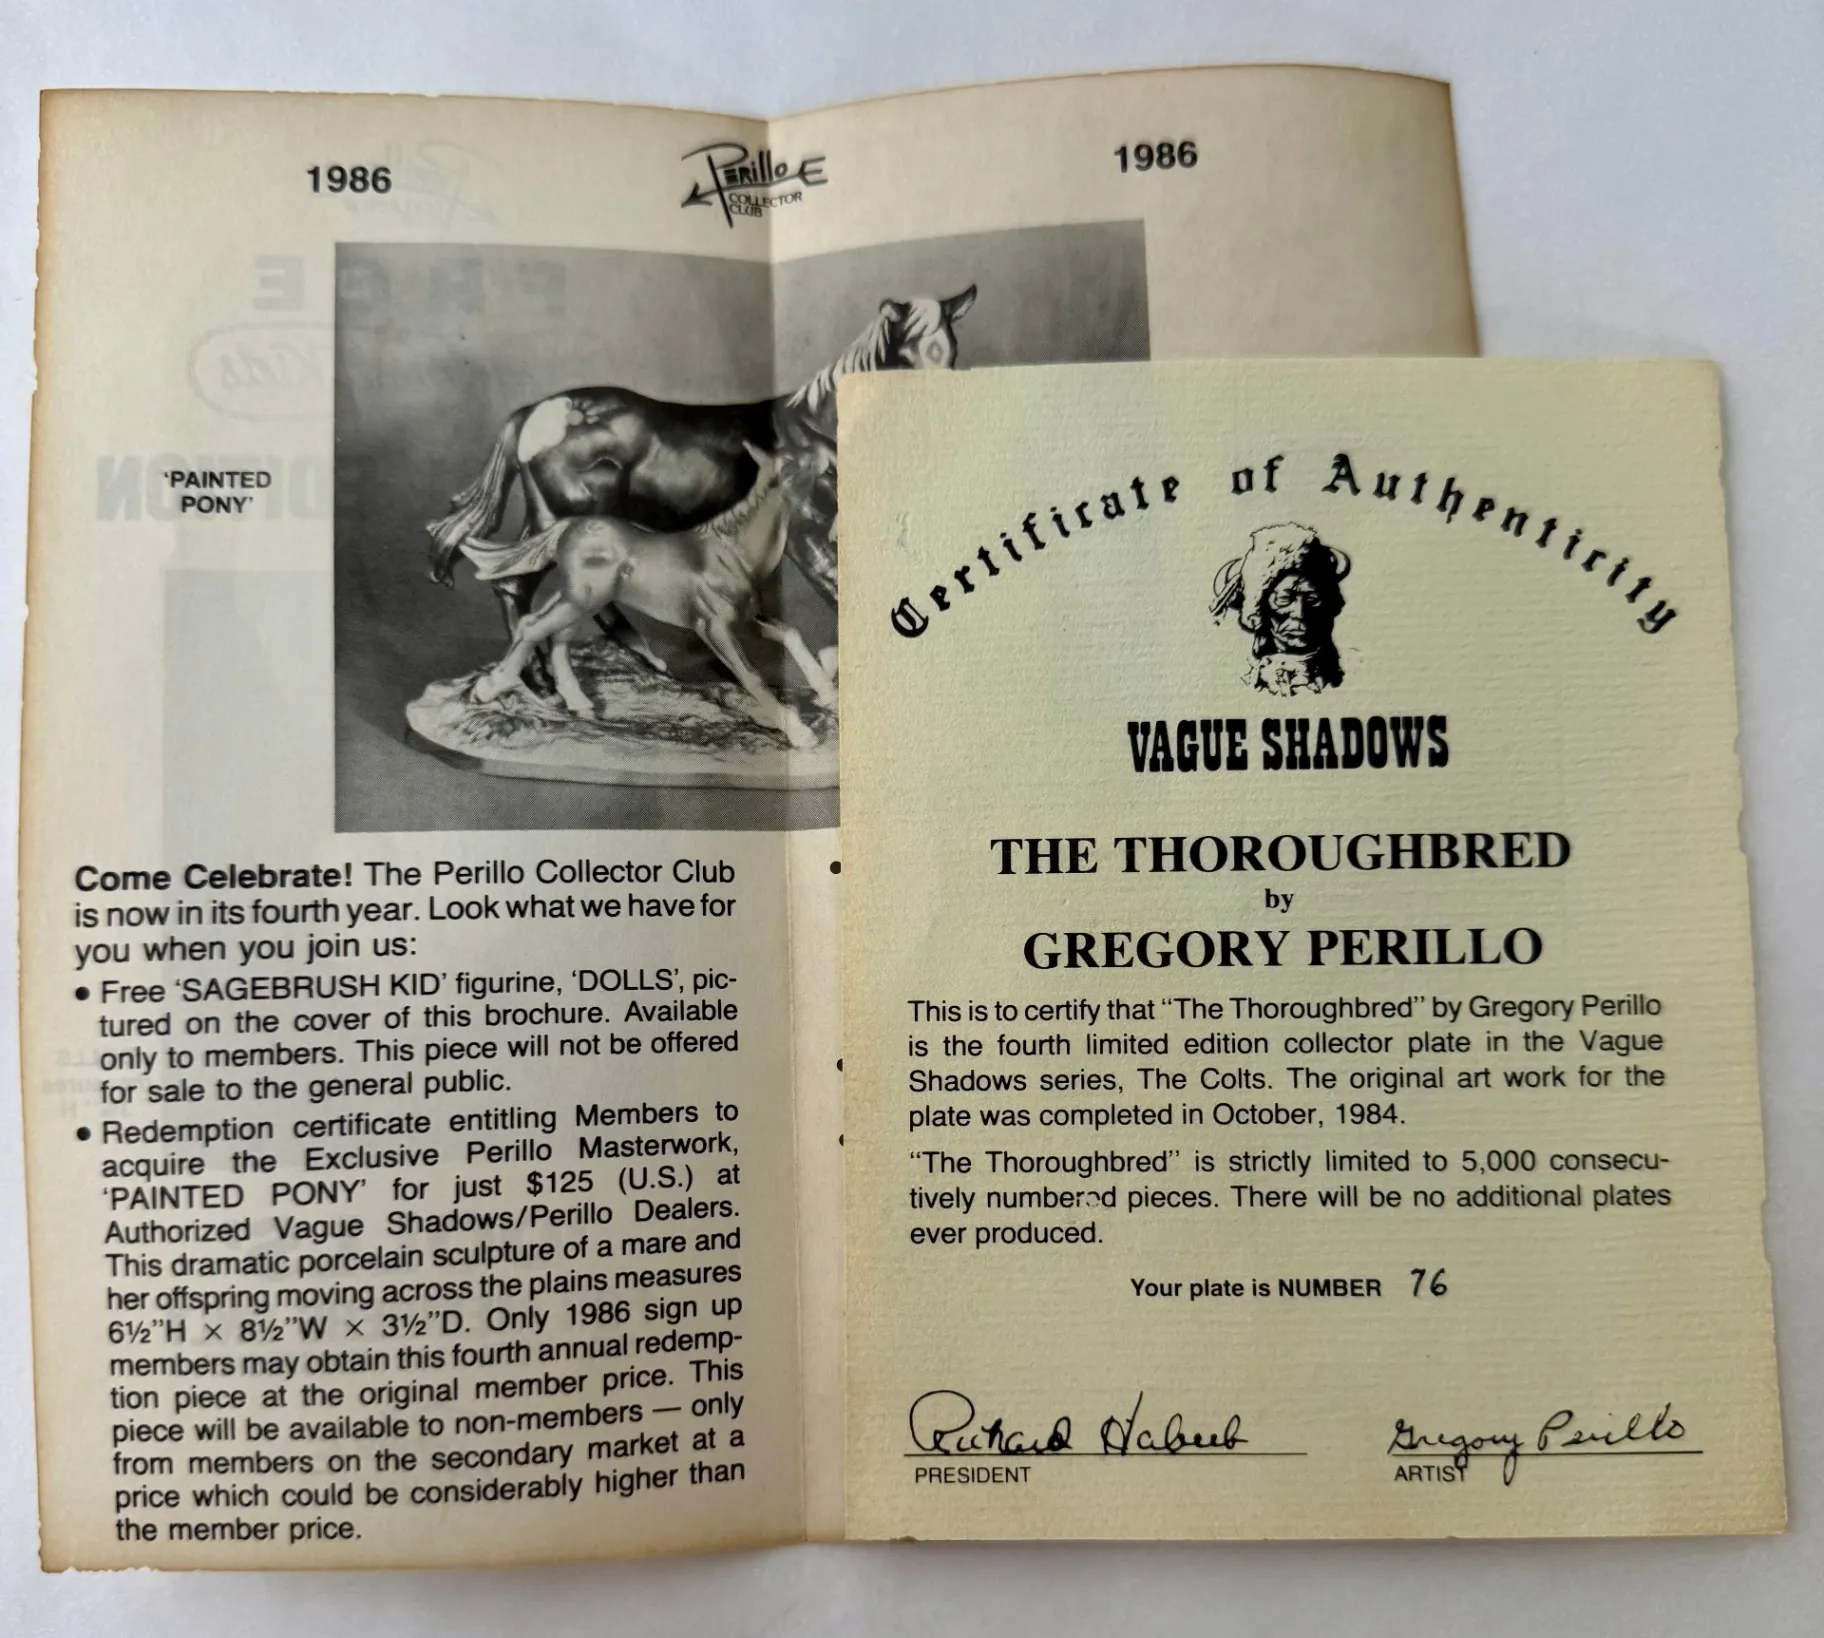 1986
PERILLO
COLLECTOR
CLUB
1986
'PAINTED
PONY'
Come Celebrate! The Perillo Collector Club
is now in its fourth year. Look what we have for
you when you join us:
• Free 'SAGEBRUSH KID' figurine, 'DOLLS', pic-
tured on the cover of this brochure. Available
only to members. This piece will not be offered
for sale to the general public.
• Redemption certificate entitling Members to
acquire the Exclusive Perillo Masterwork,
'PAINTED PONY' for just $125 (U.S.) at
Authorized Vague Shadows/Perillo Dealers.
This dramatic porcelain sculpture of a mare and
her offspring moving across the plains measures
6½"H × 8½"W × 3½"D. Only 1986 sign up
members may obtain this fourth annual redemp-
tion piece at the original member price. This
piece will be available to non-members — only
from members on the secondary market at a
price which could be considerably higher than
the member price.
Certificate of Authenticity
VAGUE SHADOWS
THE THOROUGHBRED
by
GREGORY PERILLO
This is to certify that "The Thoroughbred" by Gregory Perillo
is the fourth limited edition collector plate in the Vague
Shadows series, The Colts. The original art work for the
plate was completed in October, 1984.
"The Thoroughbred" is strictly limited to 5,000 consecu-
tively numbered pieces. There will be no additional plates
ever produced.
Your plate is NUMBER 76
Richard Habeeb
Gregory Perillo
PRESIDENT
ARTIST